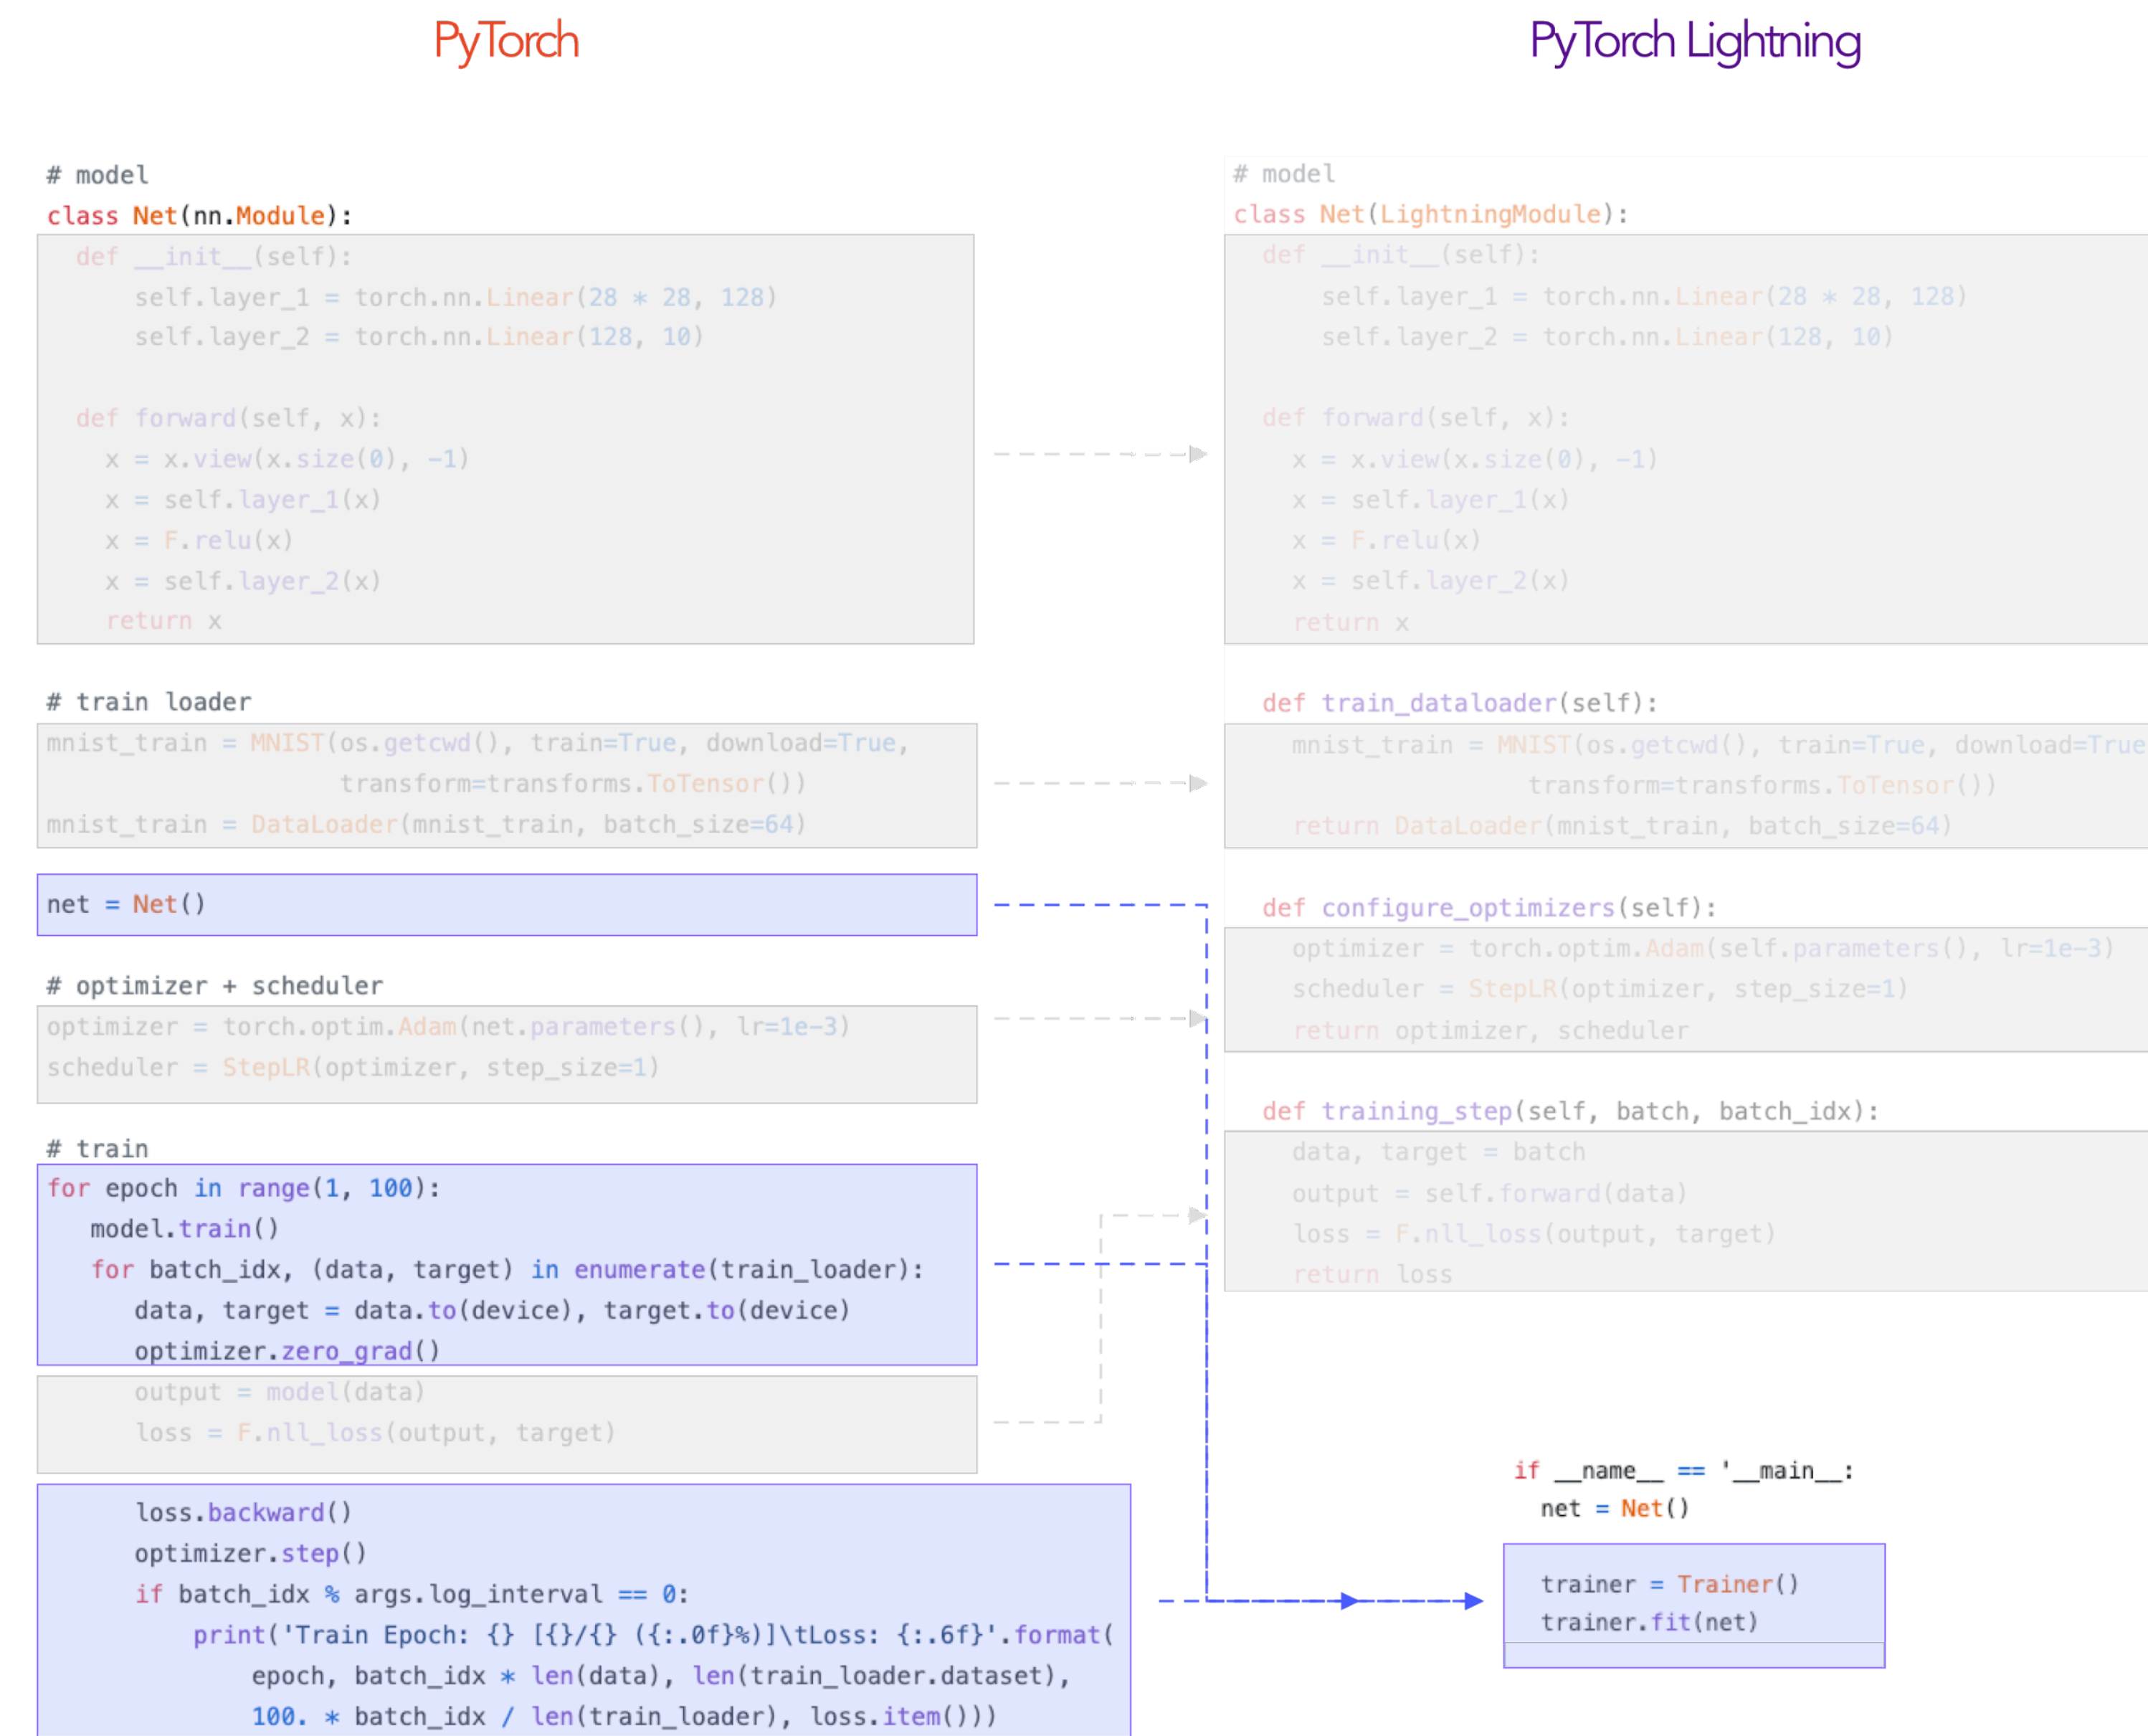 PyTorch
# model
class Net(nn.Module):
  def __init__(self):
      self.layer_1 = torch.nn.Linear(28 * 28, 128)
      self.layer_2 = torch.nn.Linear(128, 10)
  def forward(self, x):
    x = x.view(x.size(0), -1)
    x = self.layer_1(x)
    x = F.relu(x)
    x = self.layer_2(x)
    return x
# train loader
mnist_train = MNIST(os.getcwd(), train=True, download=True,
                    transform=transforms.ToTensor())
mnist_train = DataLoader(mnist_train, batch_size=64)
net = Net()
# optimizer + scheduler
optimizer = torch.optim.Adam(net.parameters(), lr=1e-3)
scheduler = StepLR(optimizer, step_size=1)
# train
for epoch in range(1, 100):
   model.train()
   for batch_idx, (data, target) in enumerate(train_loader):
      data, target = data.to(device), target.to(device)
      optimizer.zero_grad()
      output = model(data)
      loss = F.nll_loss(output, target)
      loss.backward()
      optimizer.step()
      if batch_idx % args.log_interval == 0:
          print('Train Epoch: {} [{}/{} ({:.0f}%)]\tLoss: {:.6f}'.format(
              epoch, batch_idx * len(data), len(train_loader.dataset),
              100. * batch_idx / len(train_loader), loss.item()))
PyTorch Lightning
# model
class Net(LightningModule):
  def __init__(self):
      self.layer_1 = torch.nn.Linear(28 * 28, 128)
      self.layer_2 = torch.nn.Linear(128, 10)
  def forward(self, x):
    x = x.view(x.size(0), -1)
    x = self.layer_1(x)
    x = F.relu(x)
    x = self.layer_2(x)
    return x
  def train_dataloader(self):
    mnist_train = MNIST(os.getcwd(), train=True, download=True
                    transform=transforms.ToTensor())
    return DataLoader(mnist_train, batch_size=64)
  def configure_optimizers(self):
    optimizer = torch.optim.Adam(self.parameters(), lr=1e-3)
    scheduler = StepLR(optimizer, step_size=1)
    return optimizer, scheduler
  def training_step(self, batch, batch_idx):
    data, target = batch
    output = self.forward(data)
    loss = F.nll_loss(output, target)
    return loss
if __name__ == '__main__:
  net = Net()
  trainer = Trainer()
  trainer.fit(net)